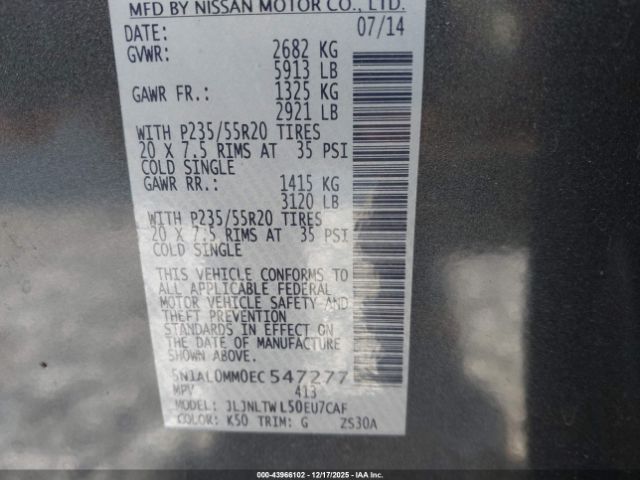 MFD BY NISSAN MOTOR CO., LTD.
DATE: 07/14
GVWR: 2682 KG
5913 LB
GAWR FR.: 1325 KG
2921 LB
WITH P235/55R20 TIRES
20 X 7.5 RIMS AT 35 PSI
COLD SINGLE
GAWR RR.: 1415 KG
3120 LB
WITH P235/55R20 TIRES
20 X 7.5 RIMS AT 35 PSI
COLD SINGLE
THIS VEHICLE CONFORMS TO
ALL APPLICABLE FEDERAL
MOTOR VEHICLE SAFETY AND
THEFT PREVENTION
STANDARDS IN EFFECT ON
THE DATE OF MANUFACTURE
SHOWN ABOVE.
5N1AL0MM0EC 547277
MPV 413
MODEL: JLJNLTW L50EU7CAF
COLOR: K50 TRIM: G ZS30A
000-43966102 - 12/17/2025 - IAA Inc.